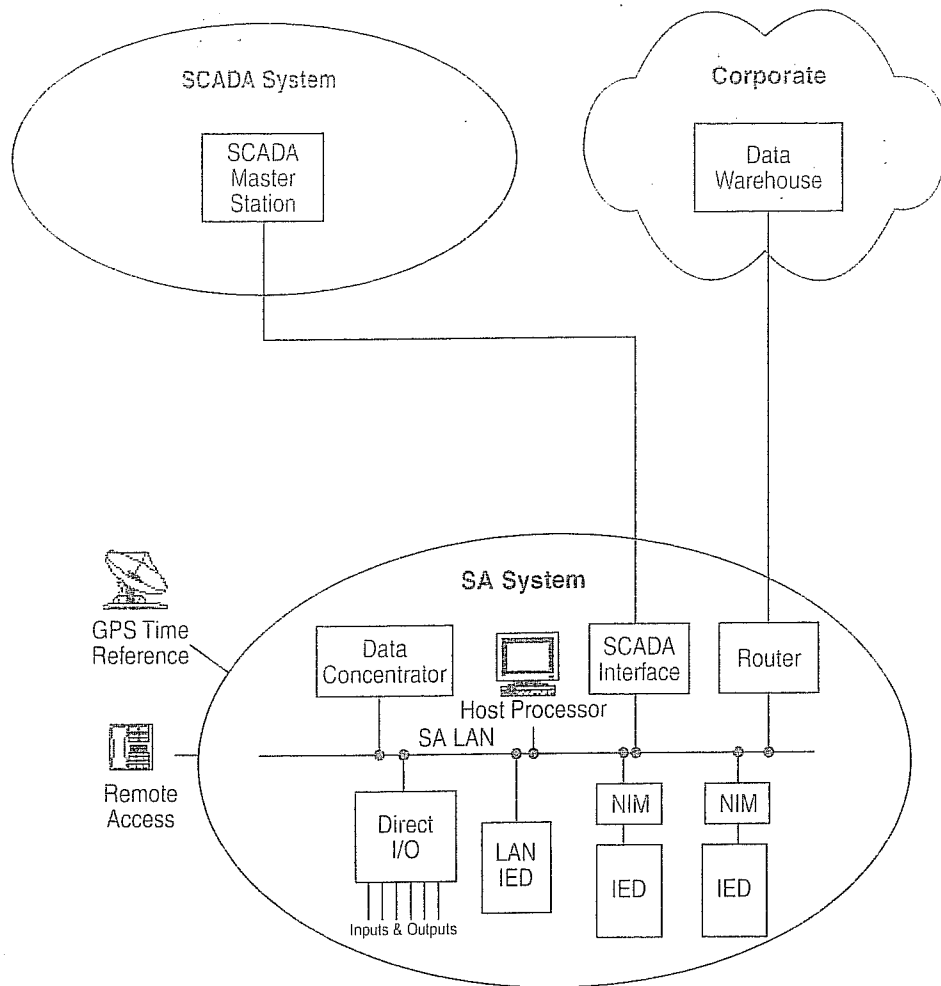 SCADA System
SCADA
Master
Station
Corporate
Data
Warehouse
SA System
GPS Time
Reference
Data
Concentrator
Host Processor
SCADA
Interface
Router
SA LAN
Remote
Access
Direct
I/O
Inputs & Outputs
LAN
IED
NIM
IED
NIM
IED